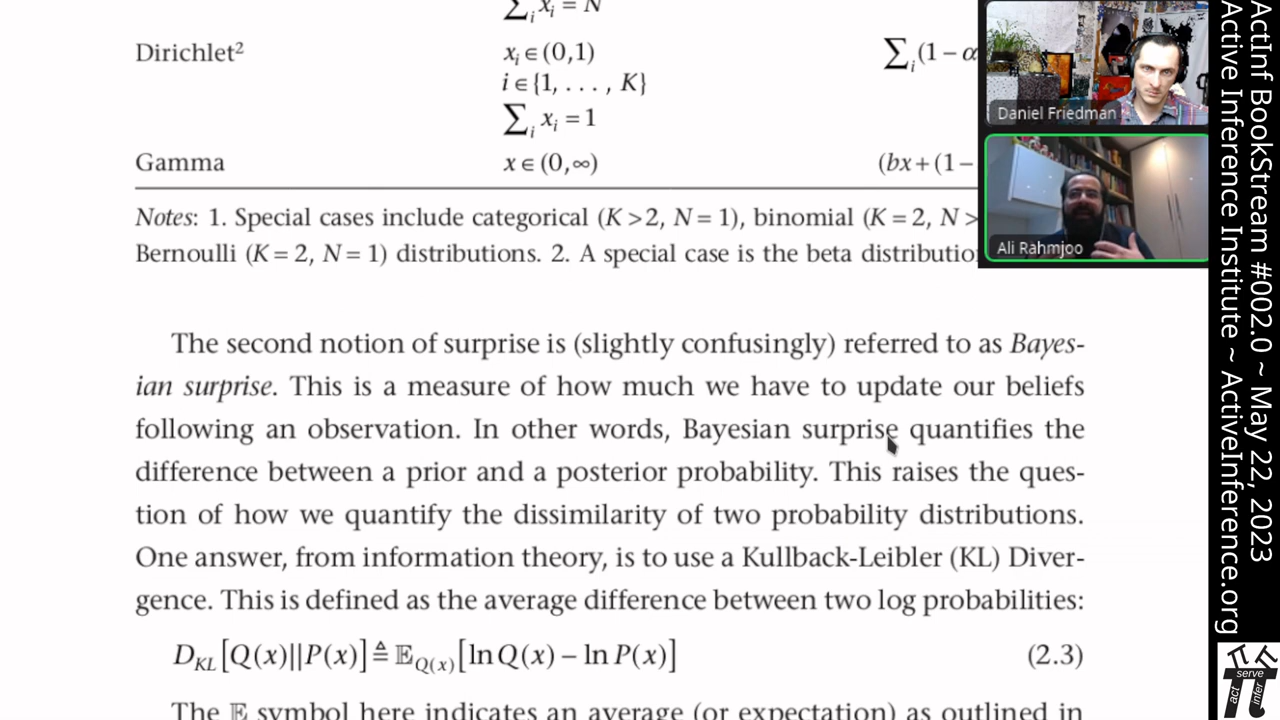 ∑ᵢ xᵢ = N
Dirichlet² xᵢ ∈ (0,1) ∑ᵢ(1 − α
i ∈ {1, . . . , K}
∑ᵢ xᵢ = 1
Gamma x ∈ (0,∞) (bx + (1 −
Notes: 1. Special cases include categorical (K > 2, N = 1), binomial (K = 2, N >
Bernoulli (K = 2, N = 1) distributions. 2. A special case is the beta distributio
The second notion of surprise is (slightly confusingly) referred to as Bayes-
ian surprise. This is a measure of how much we have to update our beliefs
following an observation. In other words, Bayesian surprise quantifies the
difference between a prior and a posterior probability. This raises the ques-
tion of how we quantify the dissimilarity of two probability distributions.
One answer, from information theory, is to use a Kullback-Leibler (KL) Diver-
gence. This is defined as the average difference between two log probabilities:
D_KL[Q(x)||P(x)] ≜ 𝔼_Q(x)[ln Q(x) − ln P(x)] (2.3)
The 𝔼 symbol here indicates an average (or expectation) as outlined in
Daniel Friedman
Ali Rahmjoo
ActInf BookStream #002.0 ~ May 22, 2023
Active Inference Institute ~ ActiveInference.org
serve
act
infer